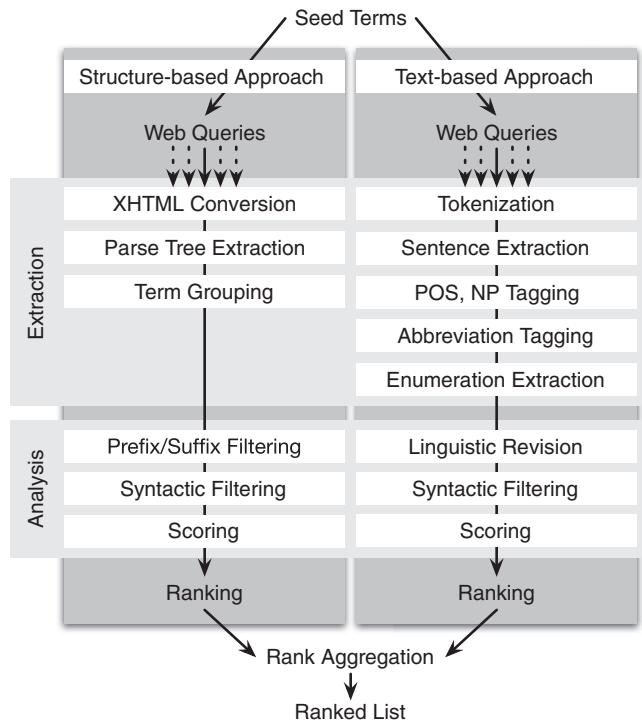 Seed Terms
Structure-based Approach
Text-based Approach
Web Queries
Web Queries
Extraction
XHTML Conversion
Parse Tree Extraction
Term Grouping
Tokenization
Sentence Extraction
POS, NP Tagging
Abbreviation Tagging
Enumeration Extraction
Analysis
Prefix/Suffix Filtering
Syntactic Filtering
Scoring
Linguistic Revision
Syntactic Filtering
Scoring
Ranking
Ranking
Rank Aggregation
Ranked List